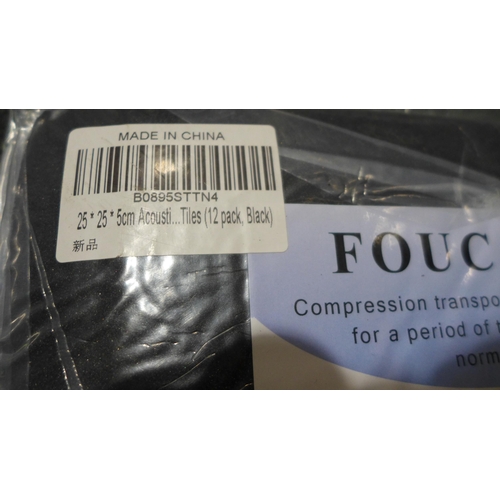 MADE IN CHINA
B0895STTN4
25 * 25 * 5cm Acousti...Tiles (12 pack, Black)
新品
FOUC
Compression transpo
for a period of t
norm